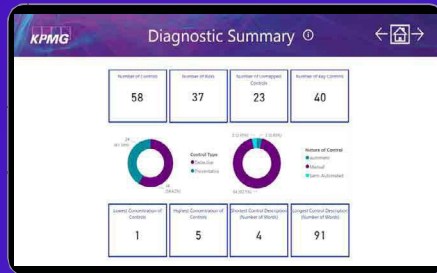 KPMG
Diagnostic Summary
Number of Controls
Number of Risks
Number of Unmapped
Controls
Number of Key Controls
58
37
23
40
Control Type
Detective
Preventative
Nature of Control
Automatic
Manual
Semi-Automated
Lowest Concentration of
Controls
Highest Concentration of
Controls
Shortest Control Description
(Number of Words)
Longest Control Description
(Number of Words)
1
5
4
91